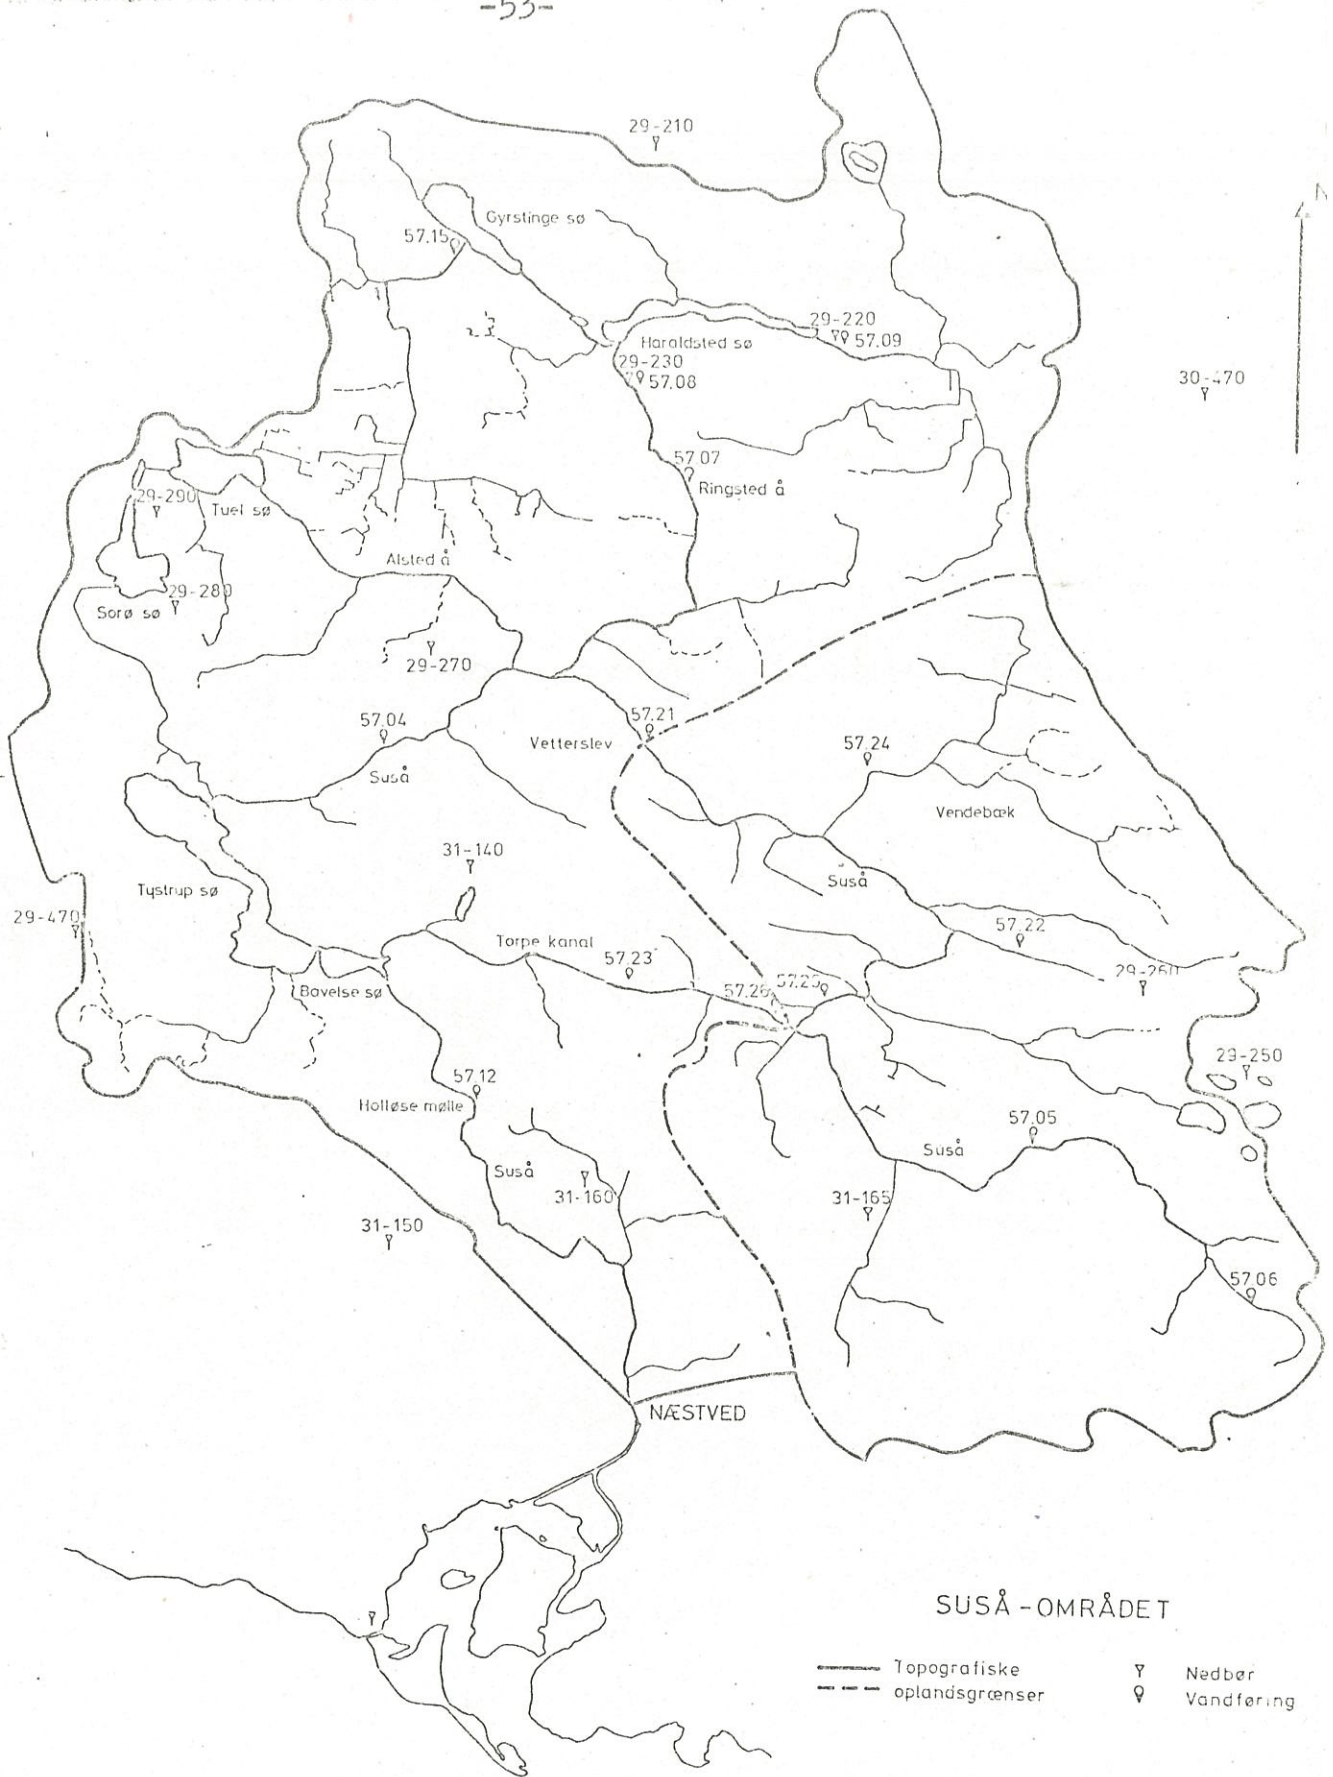 -53-
29-210
N
Gyrstinge sø
57.15
29-220
57.09
Haraldsted sø
29-230
57.08
30-470
57.07
Ringsted å
29-290
Tuel sø
Alsted å
29-280
Sorø sø
29-270
57.04
57.21
Vetterslev
57.24
Suså
Vendebæk
31-140
Suså
Tystrup sø
29-470
57.22
Torpe kanal
57.23
29-260
57.25
57.26
Bavelse sø
29-250
57.12
Holløse mølle
57.05
Suså
Suså
31-160
31-165
31-150
57.06
NÆSTVED
SUSÅ-OMRÅDET
Topografiske
oplandsgrænser
Nedbør
Vandføring